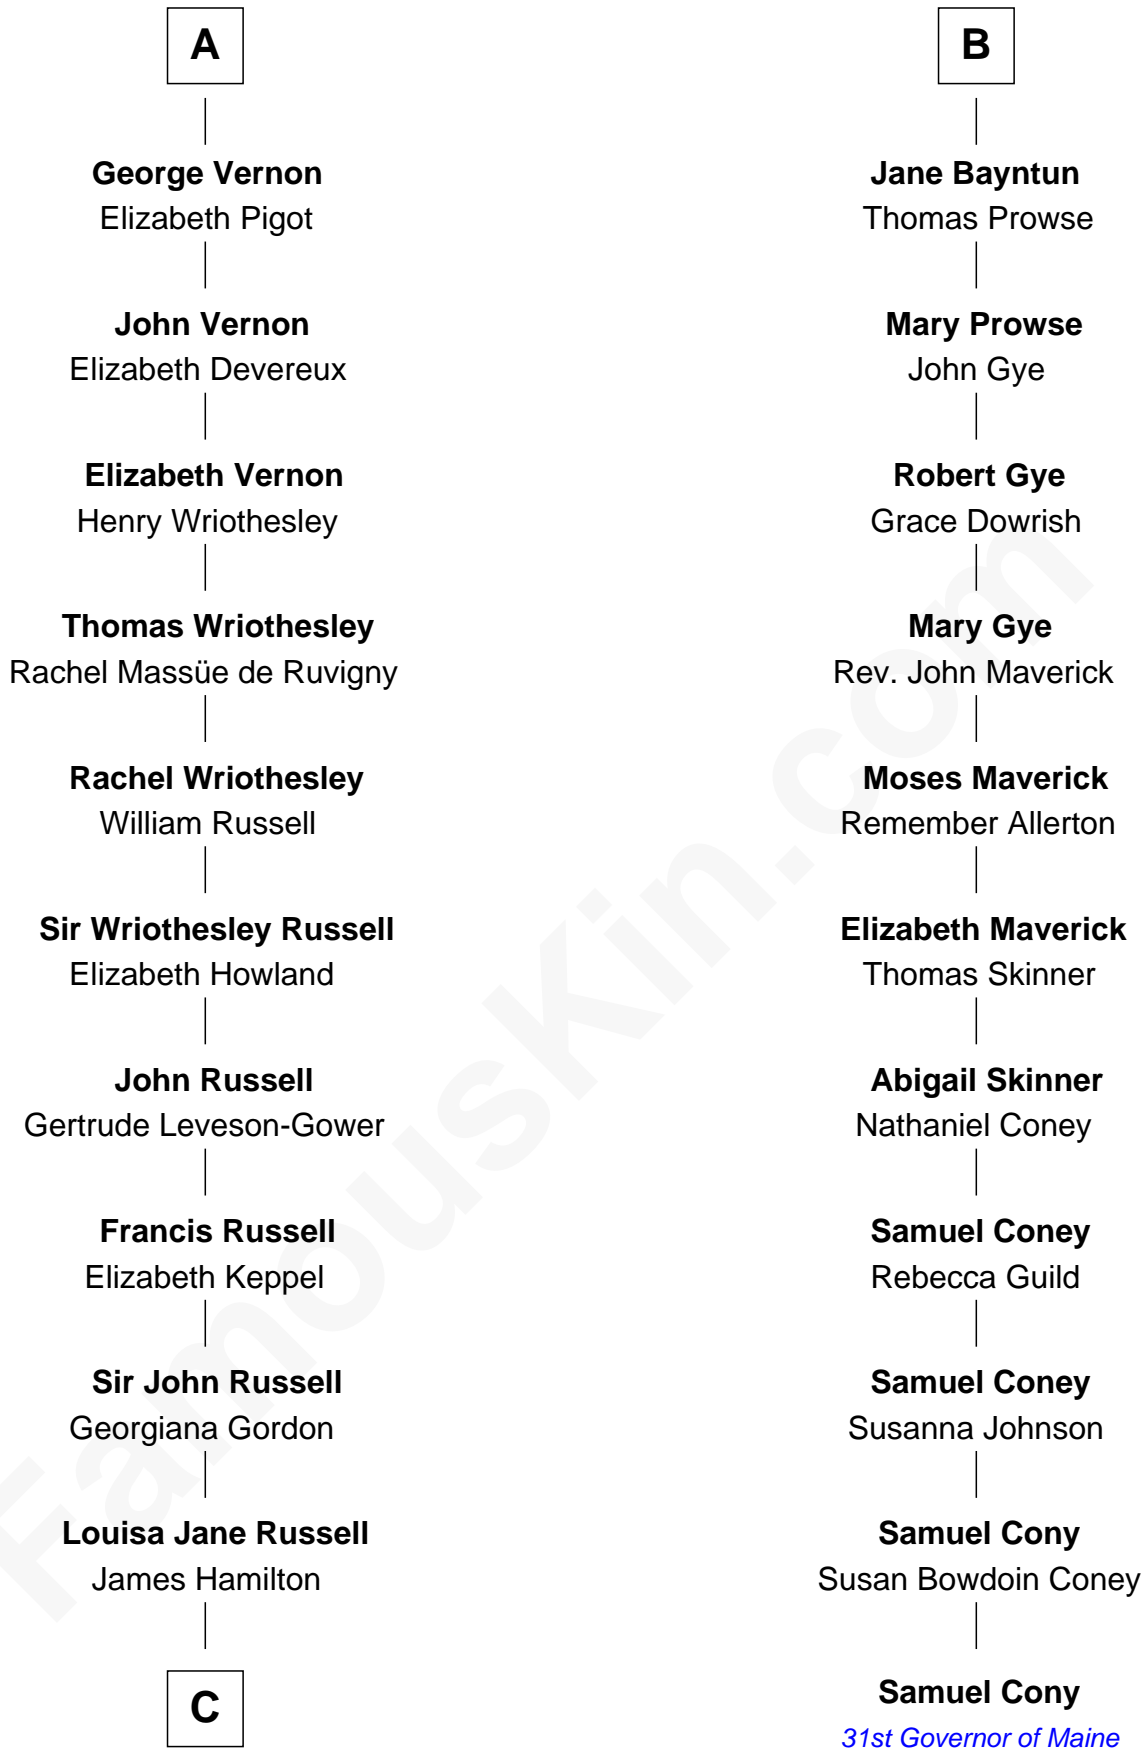 A
George Vernon
Elizabeth Pigot
John Vernon
Elizabeth Devereux
Elizabeth Vernon
Henry Wriothesley
Thomas Wriothesley
Rachel Massüe de Ruvigny
Rachel Wriothesley
William Russell
Sir Wriothesley Russell
Elizabeth Howland
John Russell
Gertrude Leveson-Gower
Francis Russell
Elizabeth Keppel
Sir John Russell
Georgiana Gordon
Louisa Jane Russell
James Hamilton
C
B
Jane Bayntun
Thomas Prowse
Mary Prowse
John Gye
Robert Gye
Grace Dowrish
Mary Gye
Rev. John Maverick
Moses Maverick
Remember Allerton
Elizabeth Maverick
Thomas Skinner
Abigail Skinner
Nathaniel Coney
Samuel Coney
Rebecca Guild
Samuel Coney
Susanna Johnson
Samuel Cony
Susan Bowdoin Coney
Samuel Cony
31st Governor of Maine
FamousKin.com